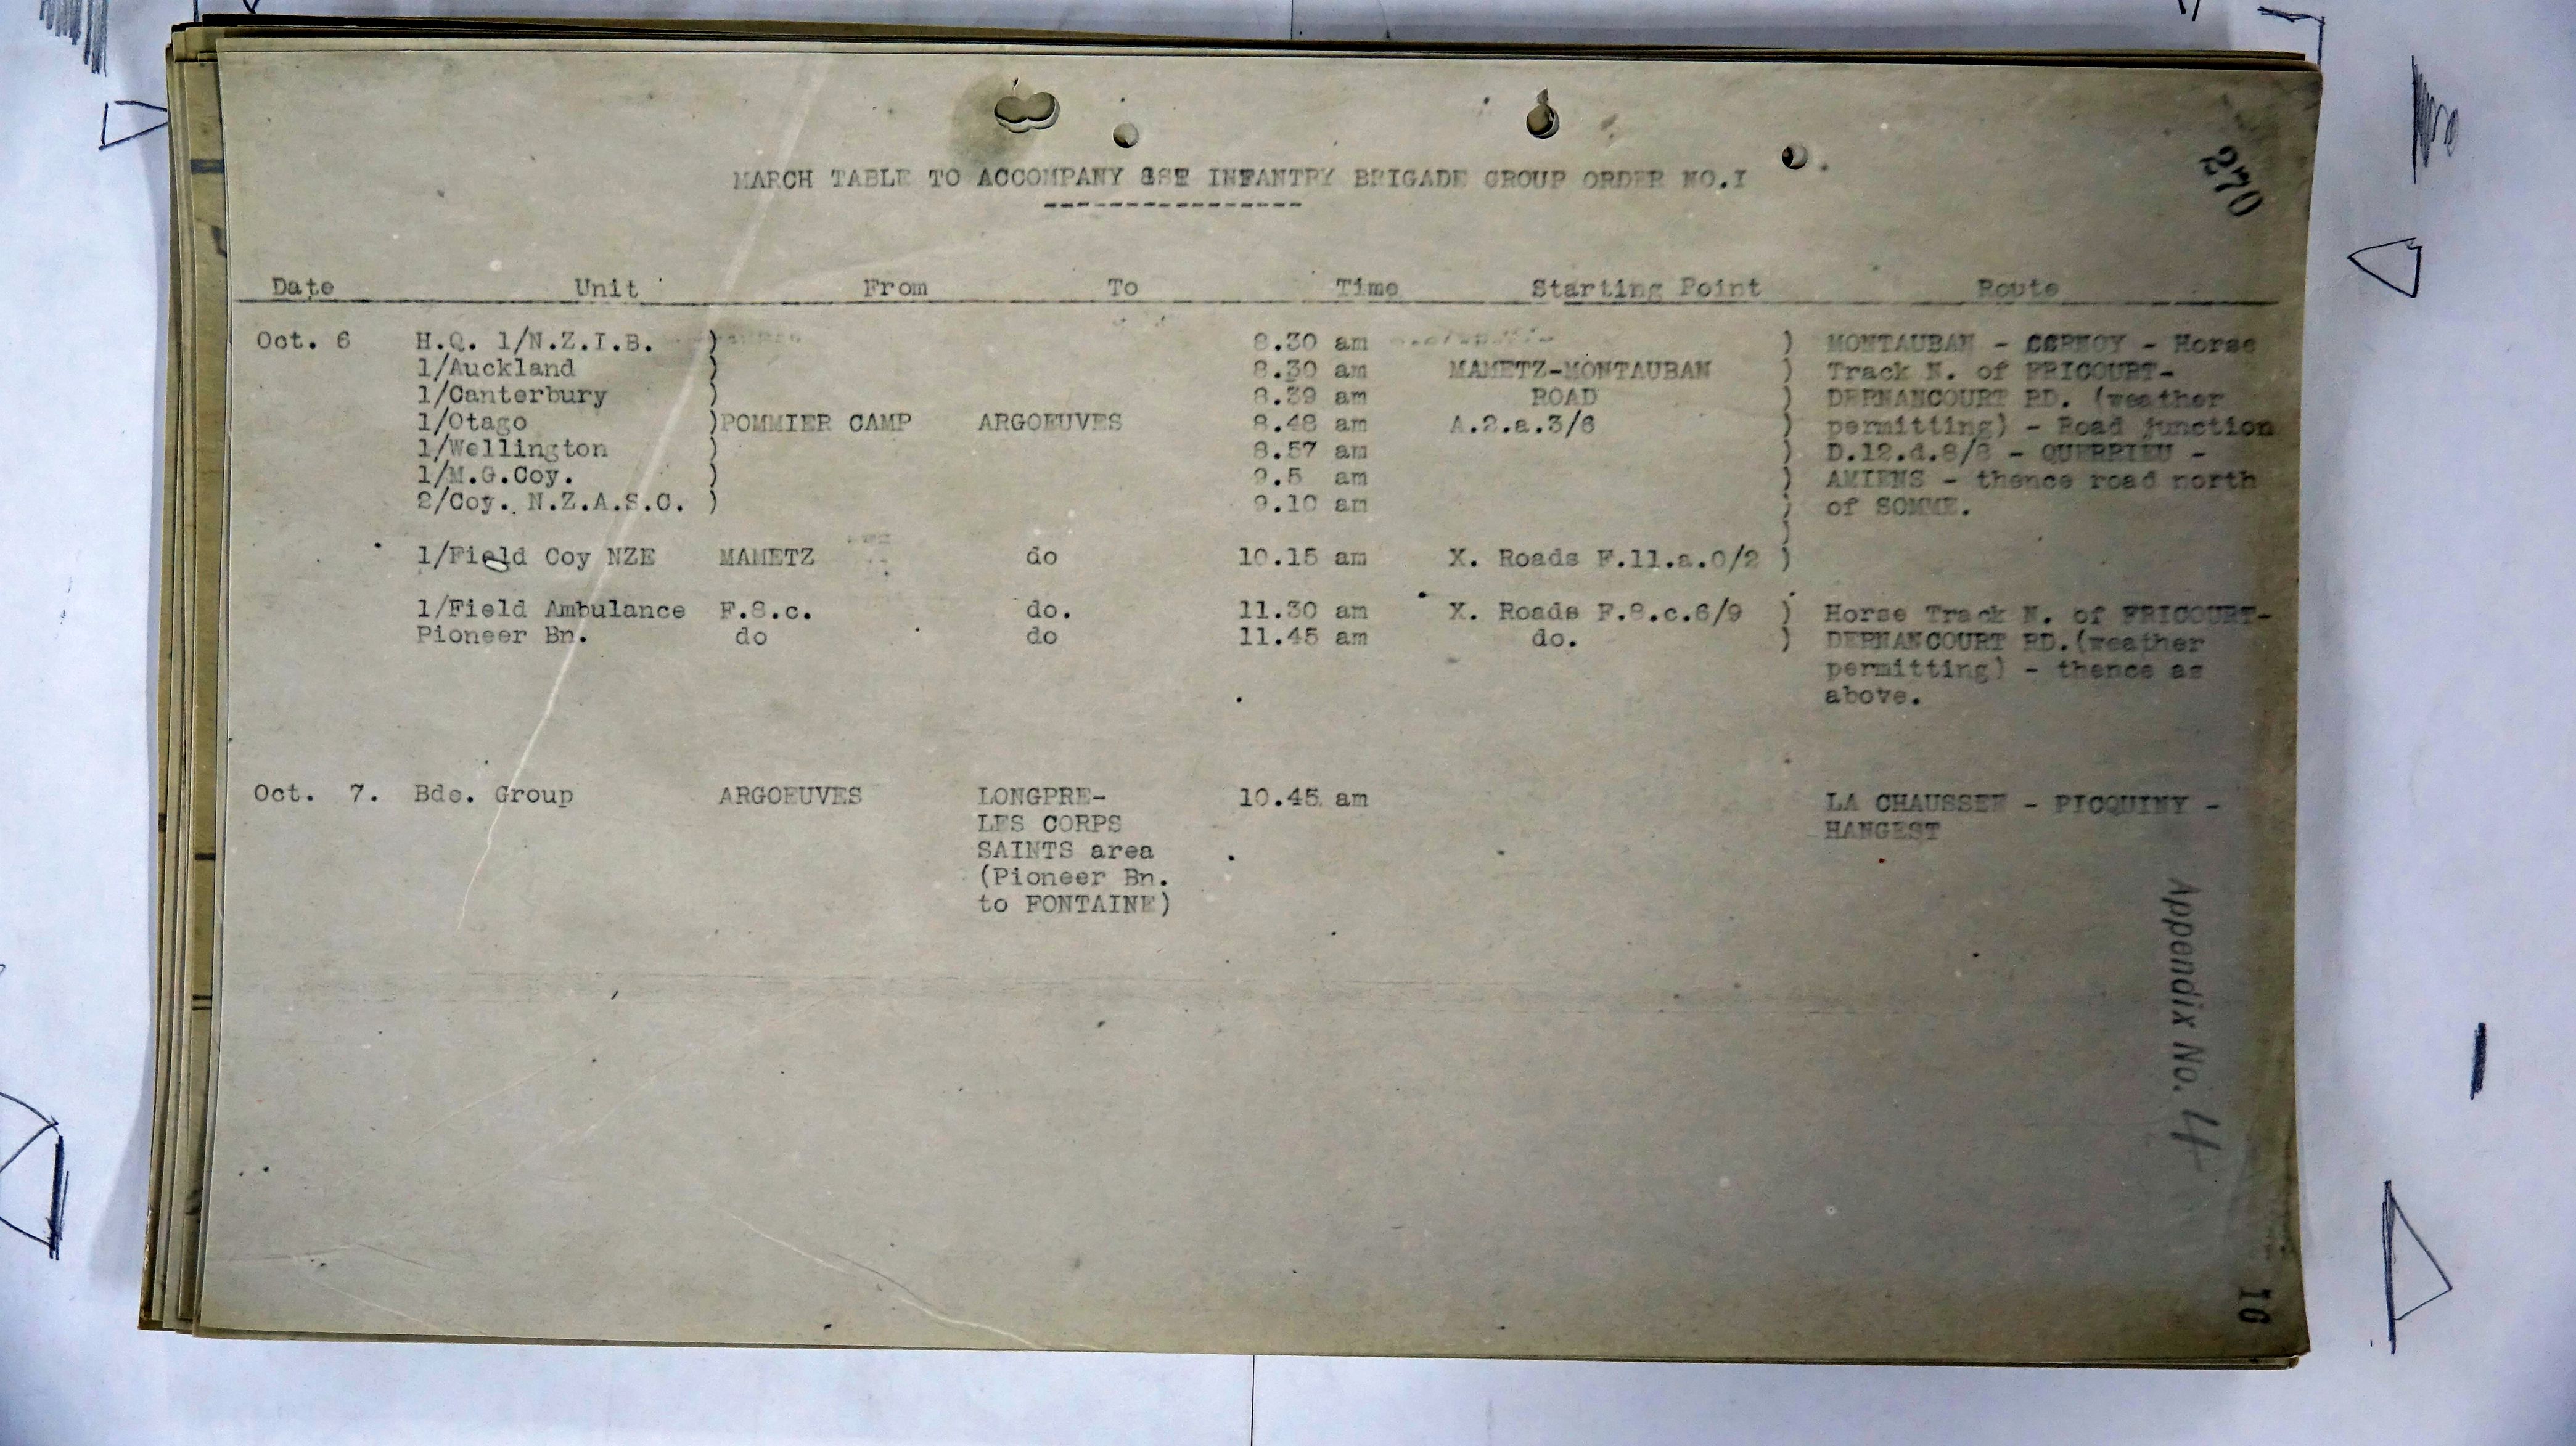 270
MARCH TABLE TO ACCOMPANY INFANTRY BRIGADE GROUP ORDER NO.I
Date Unit From To Time Starting Point Route
Oct. 6 H.Q. 1/N.Z.I.B. ) 8.30 am ) MONTAUBAN - - Horse
1/Auckland ) 8.30 am MAMETZ-MONTAUBAN ) Track N. of FRICOURT-
1/Canterbury ) 8.39 am ROAD ) DERNANCOURT RD. (weather
1/Otago )POMMIER CAMP ARGOEUVES 8.48 am A.2.a.3/6 ) permitting) - Road junction
1/Wellington ) 8.57 am ) D.12.d.8/8 - QUERRIEU -
1/M.G.Coy. ) 9.5 am ) AMIENS - thence road north
2/Coy. N.Z.A.S.C. ) 9.10 am ) of SOMME.
)
1/Field Coy NZE MAMETZ do 10.15 am X. Roads F.11.a.0/2 )
1/Field Ambulance F.8.c. do. 11.30 am X. Roads F.8.c.6/9 ) Horse Track N. of FRICOURT-
Pioneer Bn. do do 11.45 am do. ) DERNANCOURT RD.(weather
permitting) - thence as
above.
Oct. 7. Bde. Group ARGOEUVES LONGPRE- 10.45 am LA CHAUSSEE - PICQUINY -
LES CORPS HANGEST
SAINTS area
(Pioneer Bn.
to FONTAINE)
Appendix No. 4